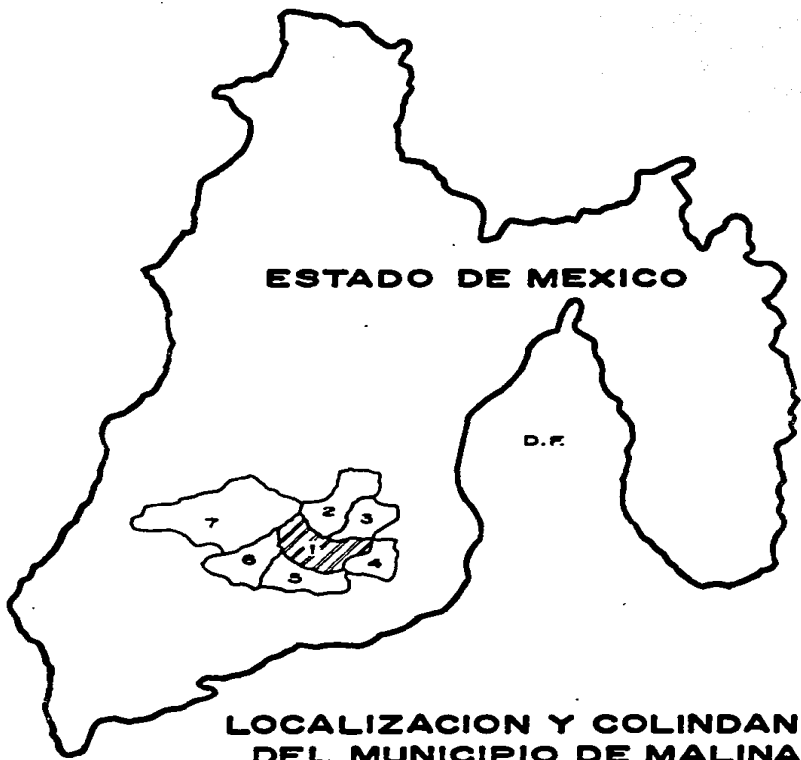 ESTADO DE MEXICO
D.F.
2
7
3
1
6
4
5
LOCALIZACION Y COLINDAN
DEL MUNICIPIO DE MALINA